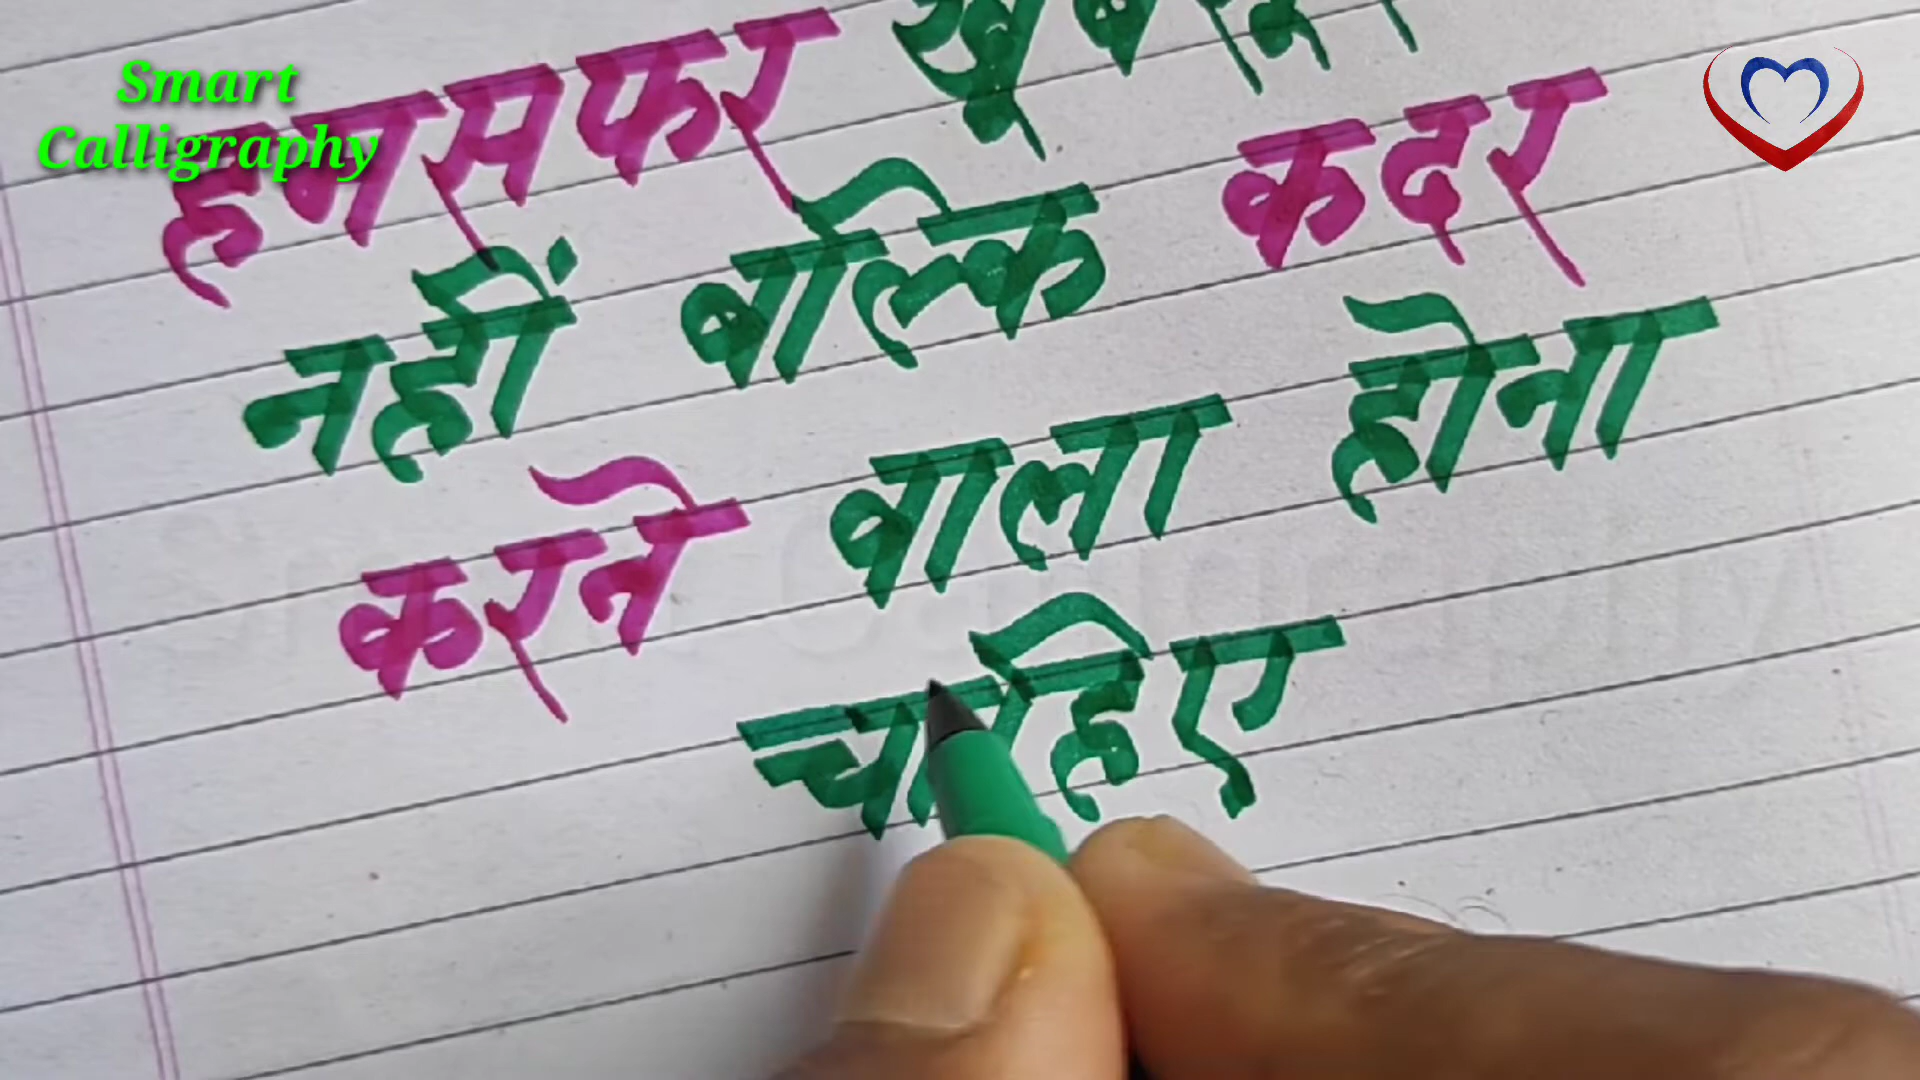 Smart
Calligraphy
हमसफर
नहीं बल्कि कदर
करने वाला होना
चाहिए